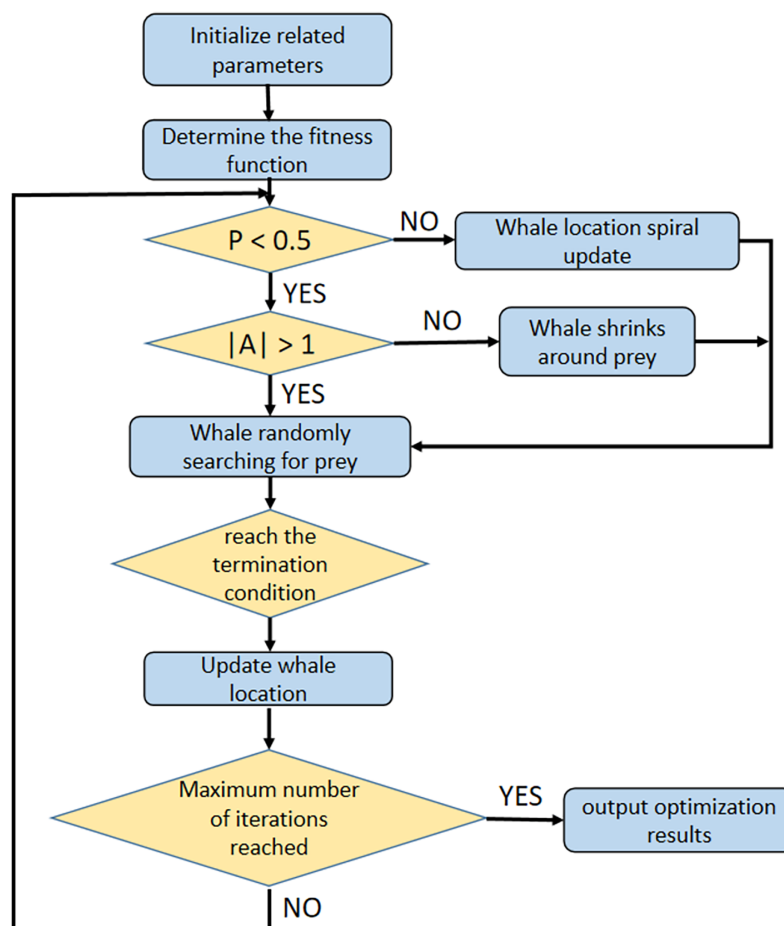 Initialize related
parameters
Determine the fitness
function
P < 0.5
NO
Whale location spiral
update
YES
|A| > 1
NO
Whale shrinks
around prey
YES
Whale randomly
searching for prey
reach the
termination
condition
Update whale
location
Maximum number
of iterations
reached
YES
output optimization
results
NO